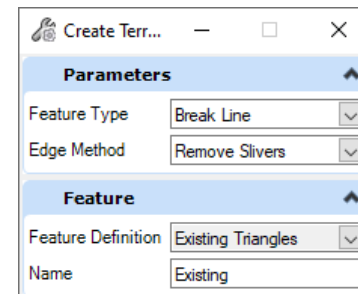 Create Terr...
Parameters
Feature Type Break Line
Edge Method Remove Slivers
Feature
Feature Definition Existing Triangles
Name Existing